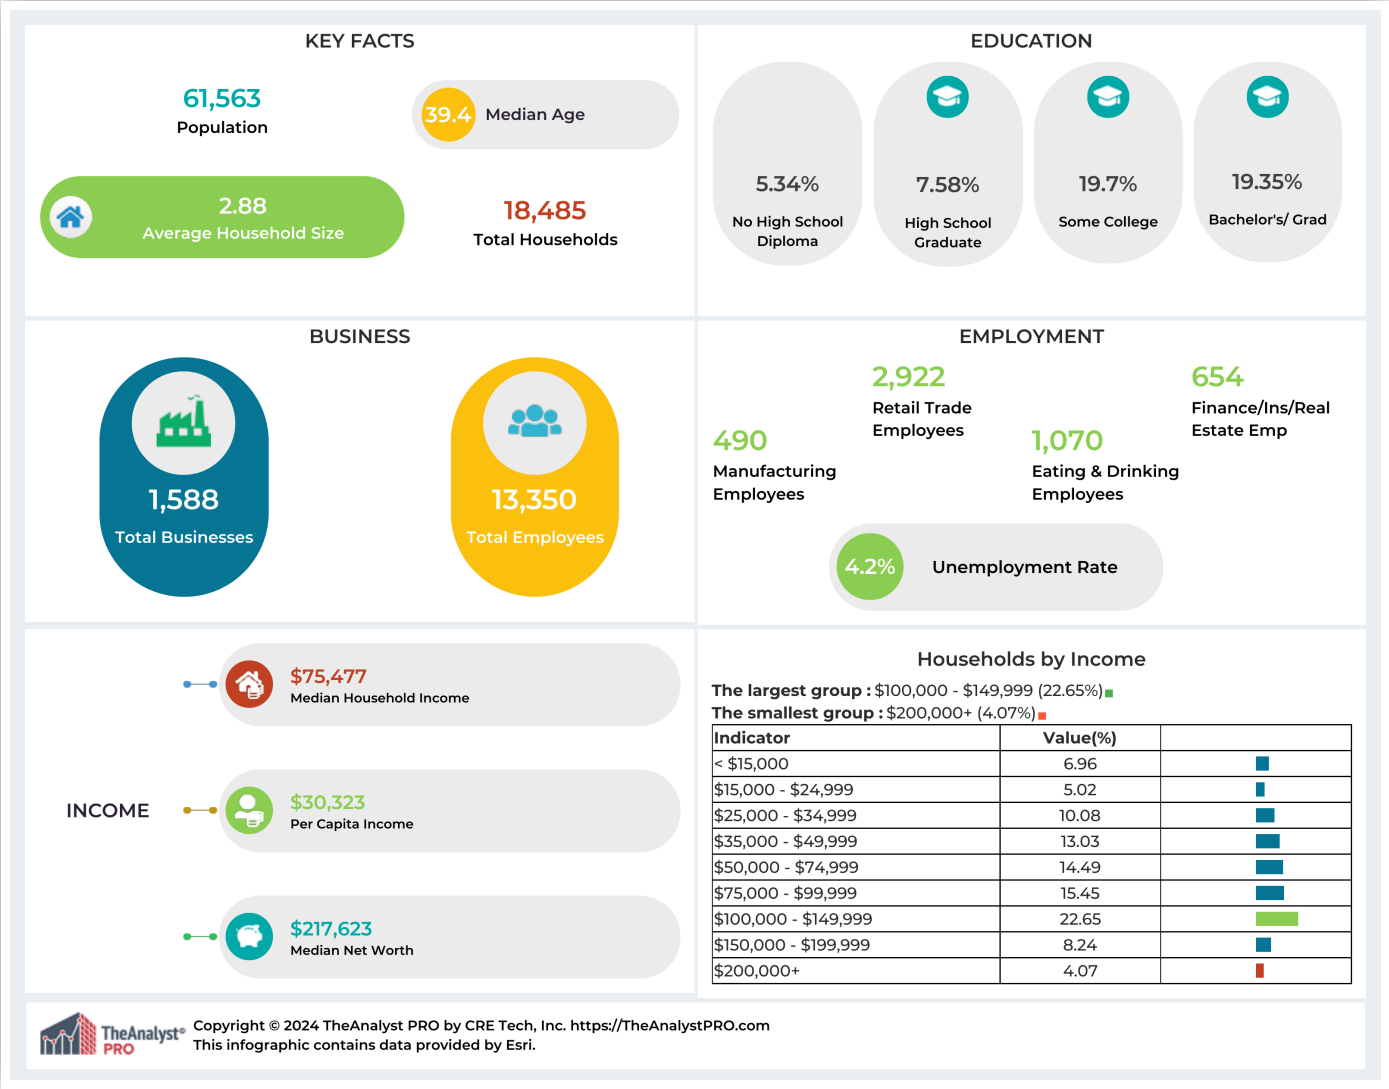 KEY FACTS
61,563
Population
39.4 Median Age
2.88
Average Household Size
18,485
Total Households
EDUCATION
5.34%
No High School
Diploma
7.58%
High School
Graduate
19.7%
Some College
19.35%
Bachelor's/ Grad
BUSINESS
1,588
Total Businesses
13,350
Total Employees
EMPLOYMENT
490
Manufacturing
Employees
2,922
Retail Trade
Employees
1,070
Eating & Drinking
Employees
654
Finance/Ins/Real
Estate Emp
4.2% Unemployment Rate
INCOME
$75,477
Median Household Income
$30,323
Per Capita Income
$217,623
Median Net Worth
Households by Income
The largest group : $100,000 - $149,999 (22.65%)
The smallest group : $200,000+ (4.07%)
Indicator Value(%)
< $15,000 6.96
$15,000 - $24,999 5.02
$25,000 - $34,999 10.08
$35,000 - $49,999 13.03
$50,000 - $74,999 14.49
$75,000 - $99,999 15.45
$100,000 - $149,999 22.65
$150,000 - $199,999 8.24
$200,000+ 4.07
TheAnalyst©
PRO
Copyright © 2024 TheAnalyst PRO by CRE Tech, Inc. https://TheAnalystPRO.com
This infographic contains data provided by Esri.